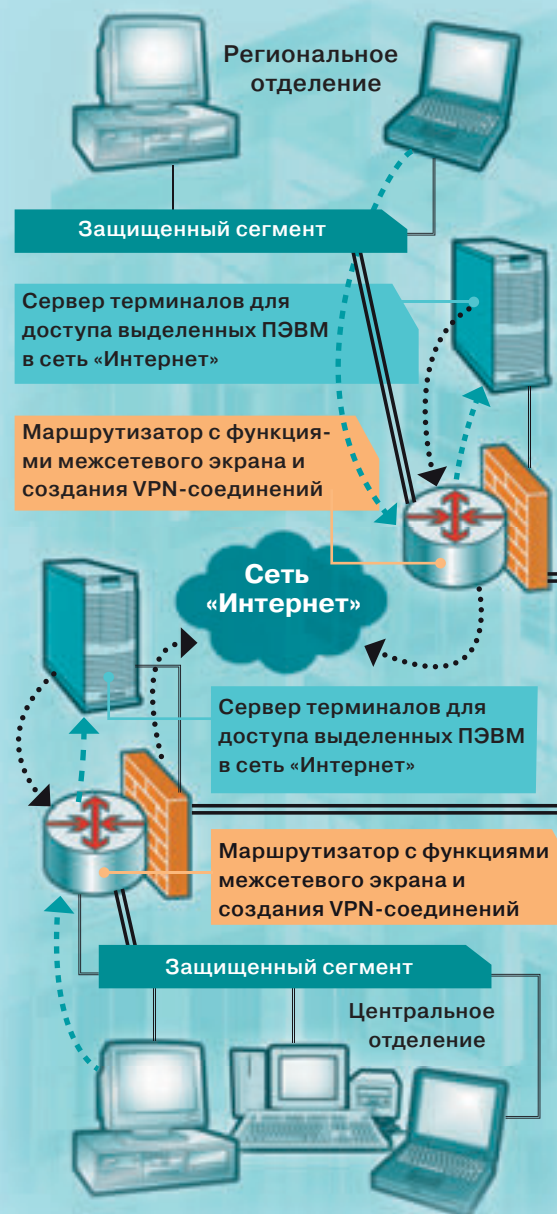 Региональное
отделение
Защищенный сегмент
Сервер терминалов для
доступа выделенных ПЭВМ
в сеть «Интернет»
Маршрутизатор с функция-
ми межсетевого экрана и
создания VPN-соединений
Сеть
«Интернет»
Сервер терминалов для
доступа выделенных ПЭВМ
в сеть «Интернет»
Маршрутизатор с функциями
межсетевого экрана и
создания VPN-соединений
Защищенный сегмент
Центральное
отделение